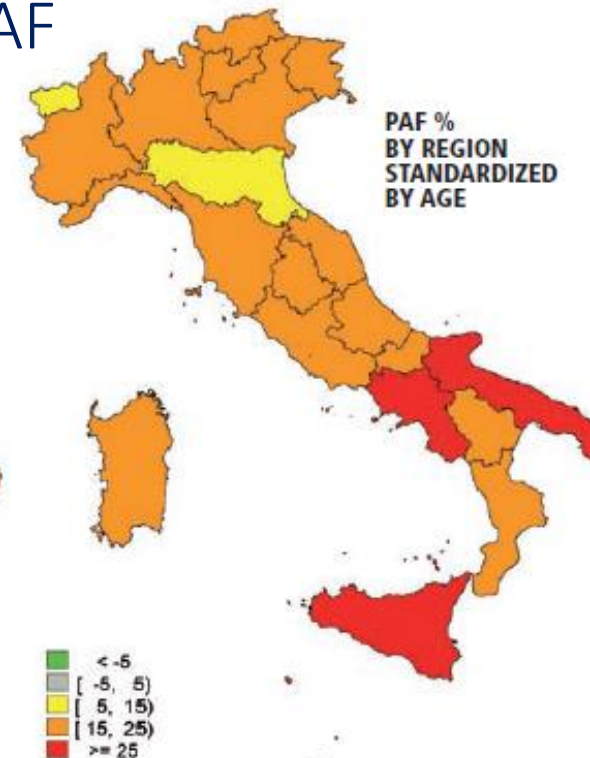 AF
PAF %
BY REGION
STANDARDIZED
BY AGE
< -5
[ -5, 5)
[ 5, 15)
[ 15, 25)
>= 25